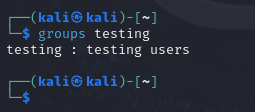 ┌──(kali㉿kali)-[~]
└─$ groups testing
testing : testing users
┌──(kali㉿kali)-[~]
└─$